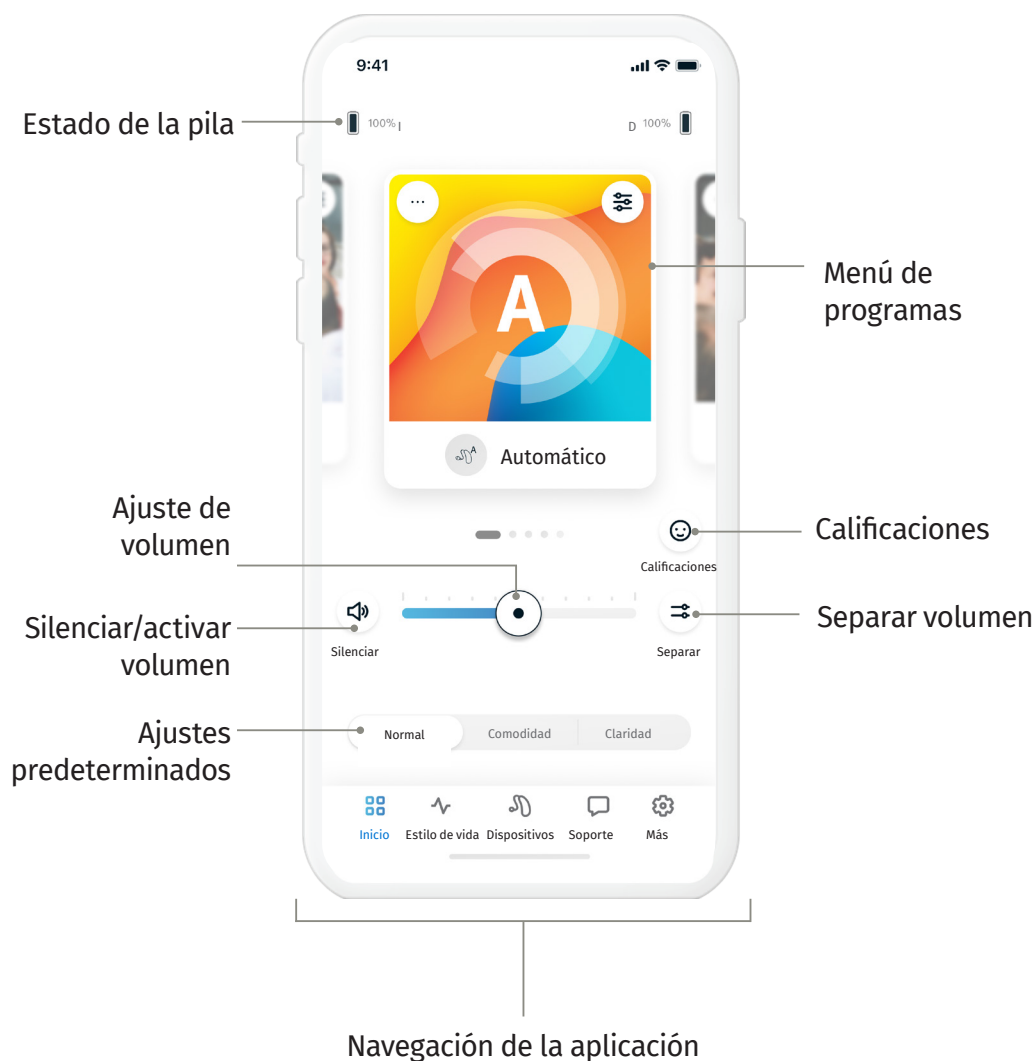 9:41
Estado de la pila
100% I
D 100%
...
A
Menú de
programas
A
Automático
Ajuste de
volumen
Calificaciones
Calificaciones
Silenciar/activar
volumen
Silenciar
Separar volumen
Separar
Ajustes
predeterminados
Normal
Comodidad
Claridad
Inicio
Estilo de vida
Dispositivos
Soporte
Más
Navegación de la aplicación